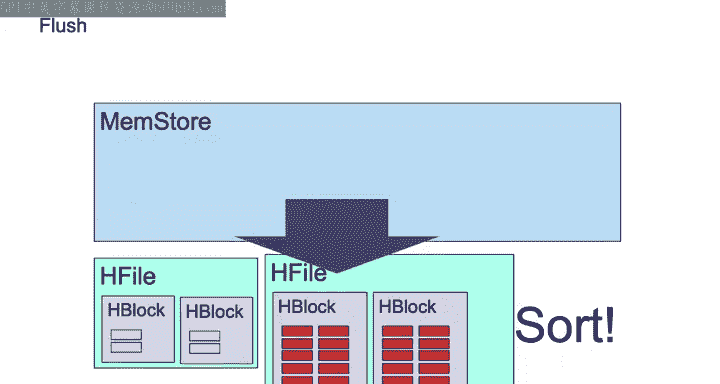 Flush
MemStore
HFile
HBlock
HBlock
HFile
HBlock
HBlock
Sort!